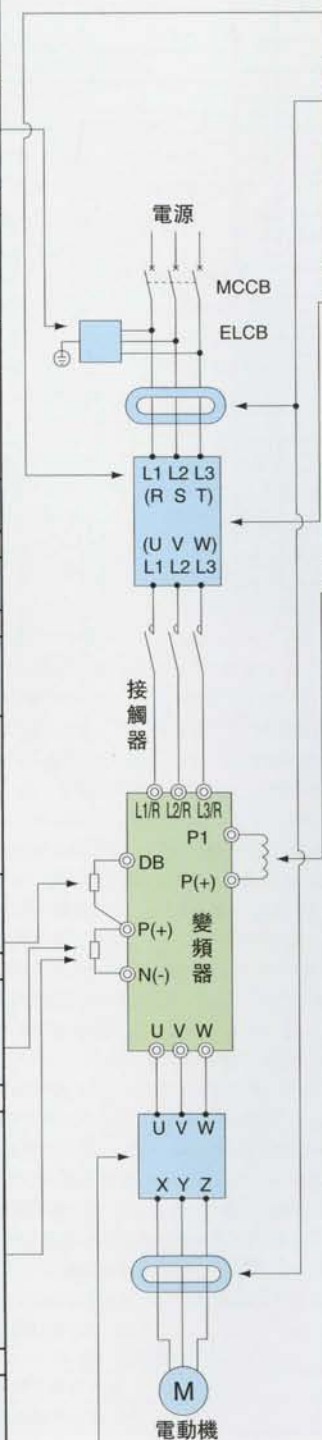 電源
MCCB
ELCB
L1 L2 L3
(R S T)
(U V W)
L1 L2 L3
接觸器
L1/R L2/R L3/R
P1
DB
P(+)
P(+)
N(-)
變頻器
U V W
U V W
X Y Z
M
電動機